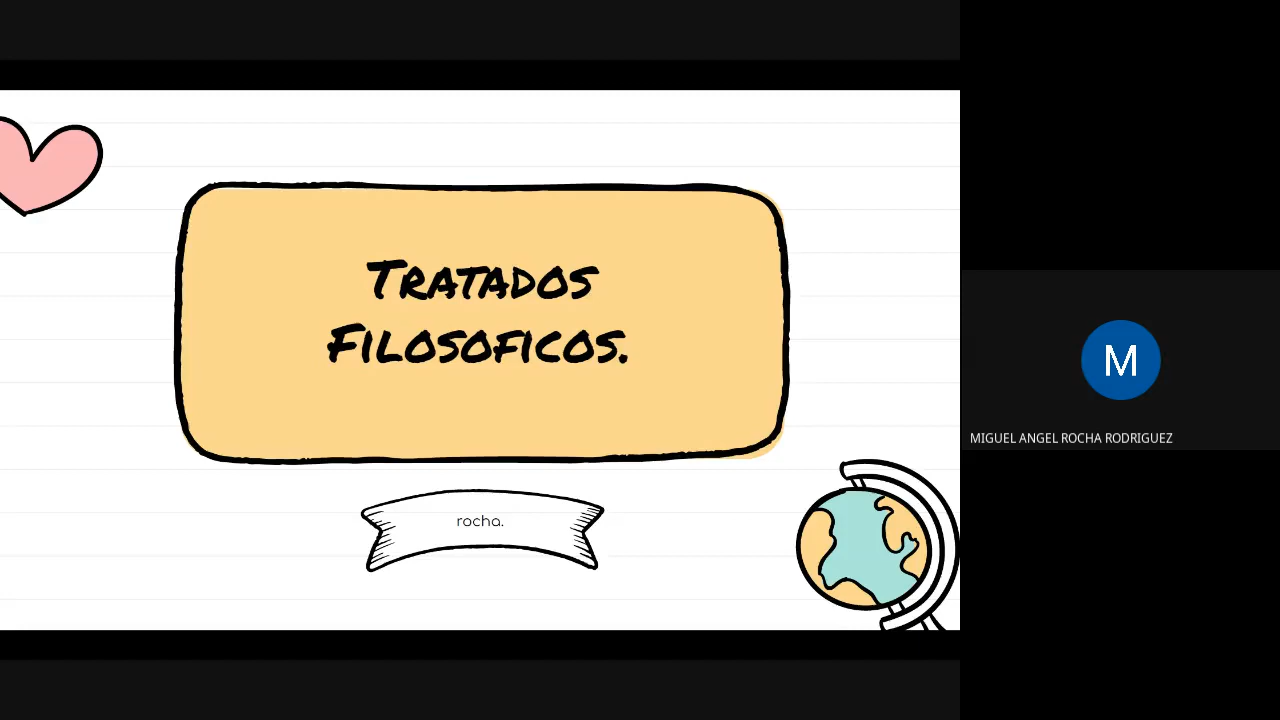 Tratados
Filosoficos.
rocha.
M
MIGUEL ANGEL ROCHA RODRIGUEZ